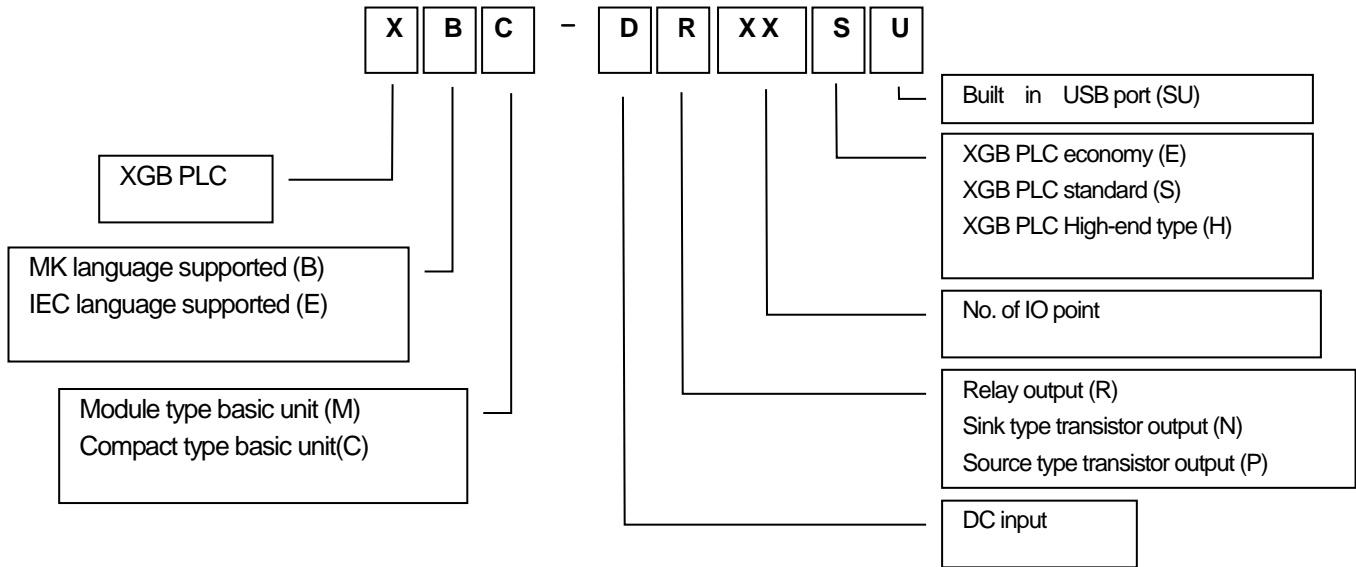 X B C - D R XX S U
Built in USB port (SU)
XGB PLC economy (E)
XGB PLC standard (S)
XGB PLC High-end type (H)
XGB PLC
MK language supported (B)
IEC language supported (E)
No. of IO point
Module type basic unit (M)
Compact type basic unit(C)
Relay output (R)
Sink type transistor output (N)
Source type transistor output (P)
DC input